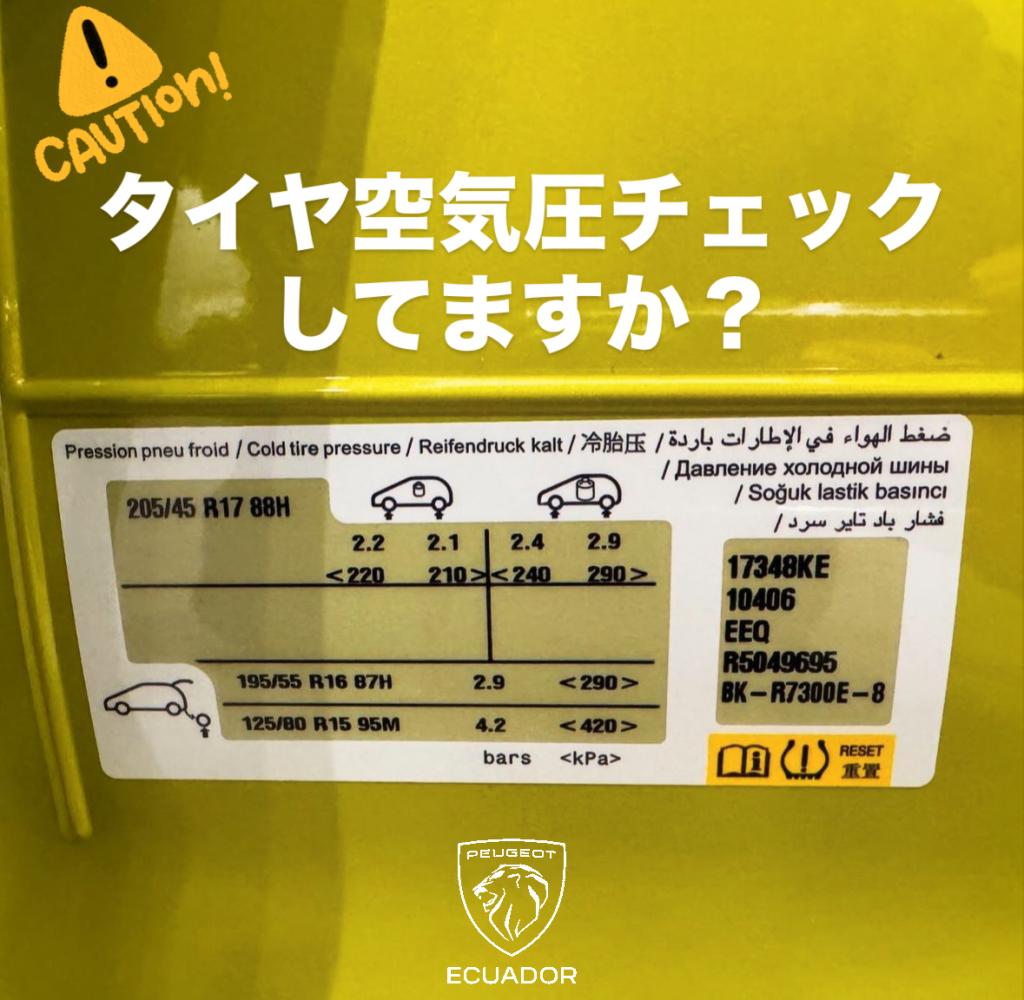 CAUTION!
タイヤ空気圧チェック
してますか？
Pression pneu froid / Cold tire pressure / Reifendruck kalt / 冷胎压 / ضغط الهواء في الإطارات باردة
/ Давление холодной шины
/ Soğuk lastik basıncı
/ فشار باد تایر سرد
205/45 R17 88H
2.2 2.1 2.4 2.9
<220 210><240 290>
195/55 R16 87H 2.9 <290>
125/80 R15 95M 4.2 <420>
bars <kPa>
17348KE
10406
EEQ
R5049695
BK-R7300E-8
RESET
重置
PEUGEOT
ECUADOR